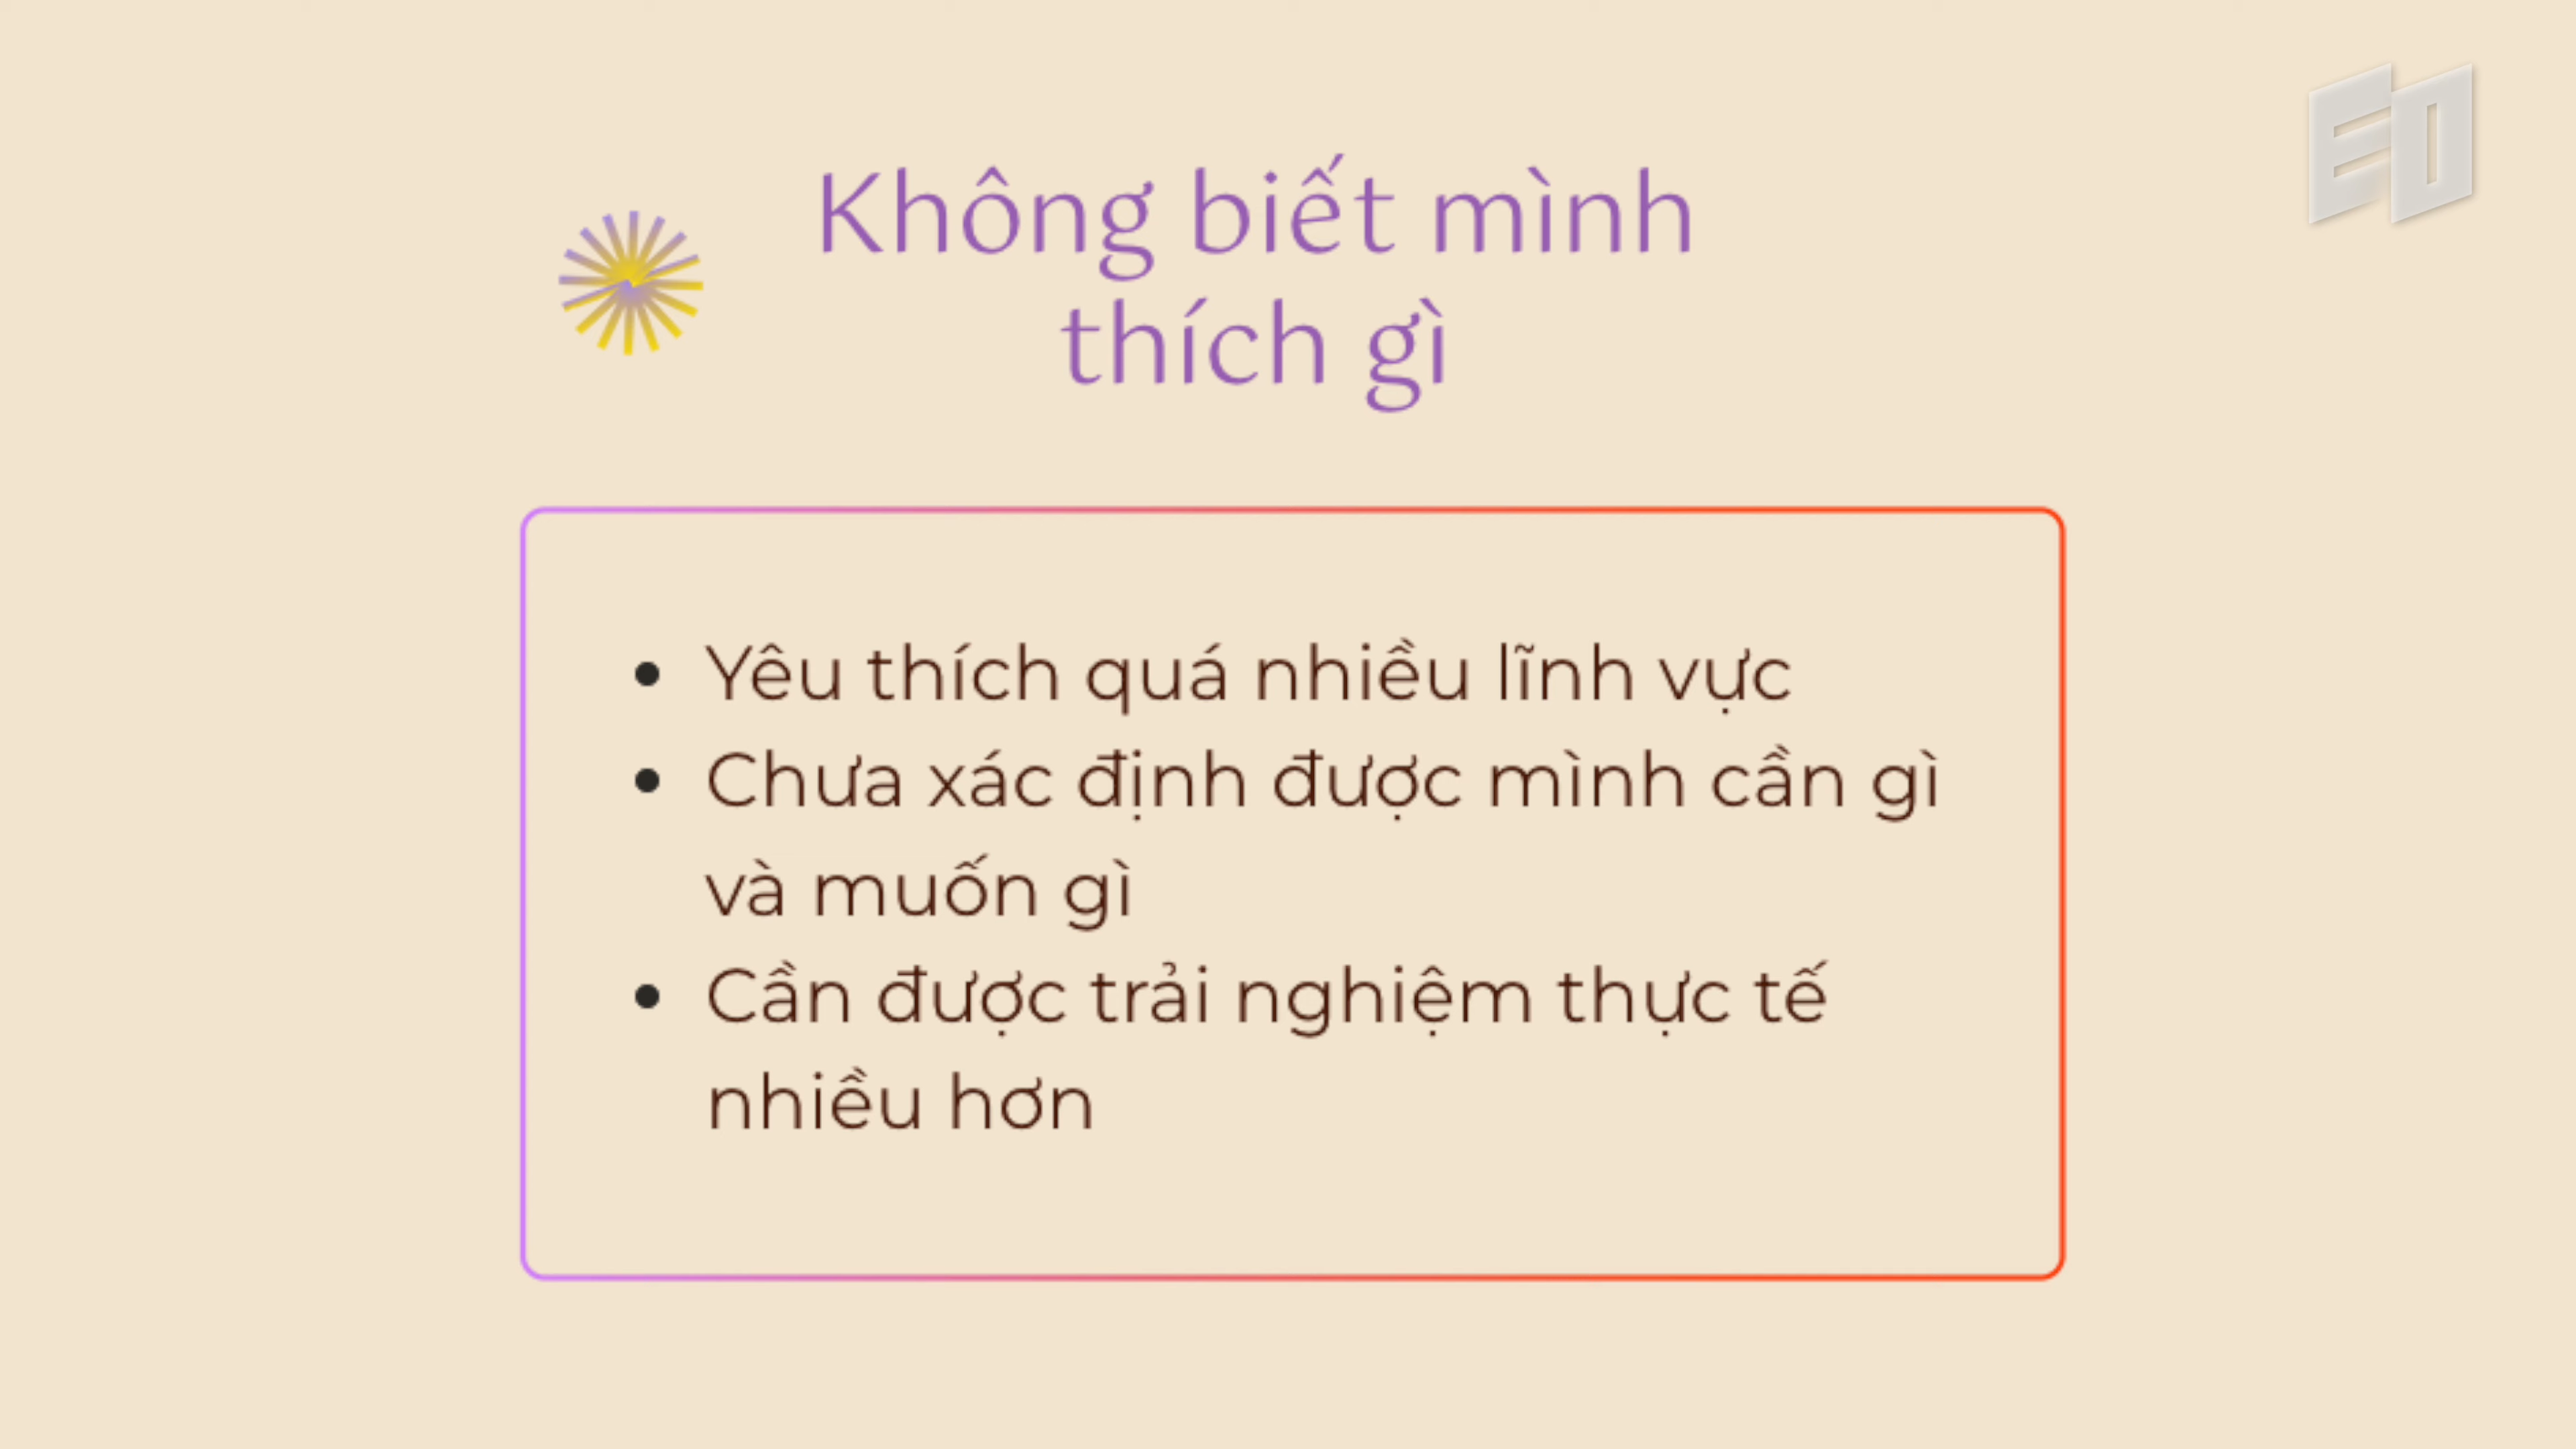 EO
Không biết mình
thích gì
• Yêu thích quá nhiều lĩnh vực
• Chưa xác định được mình cần gì
và muốn gì
• Cần được trải nghiệm thực tế
nhiều hơn